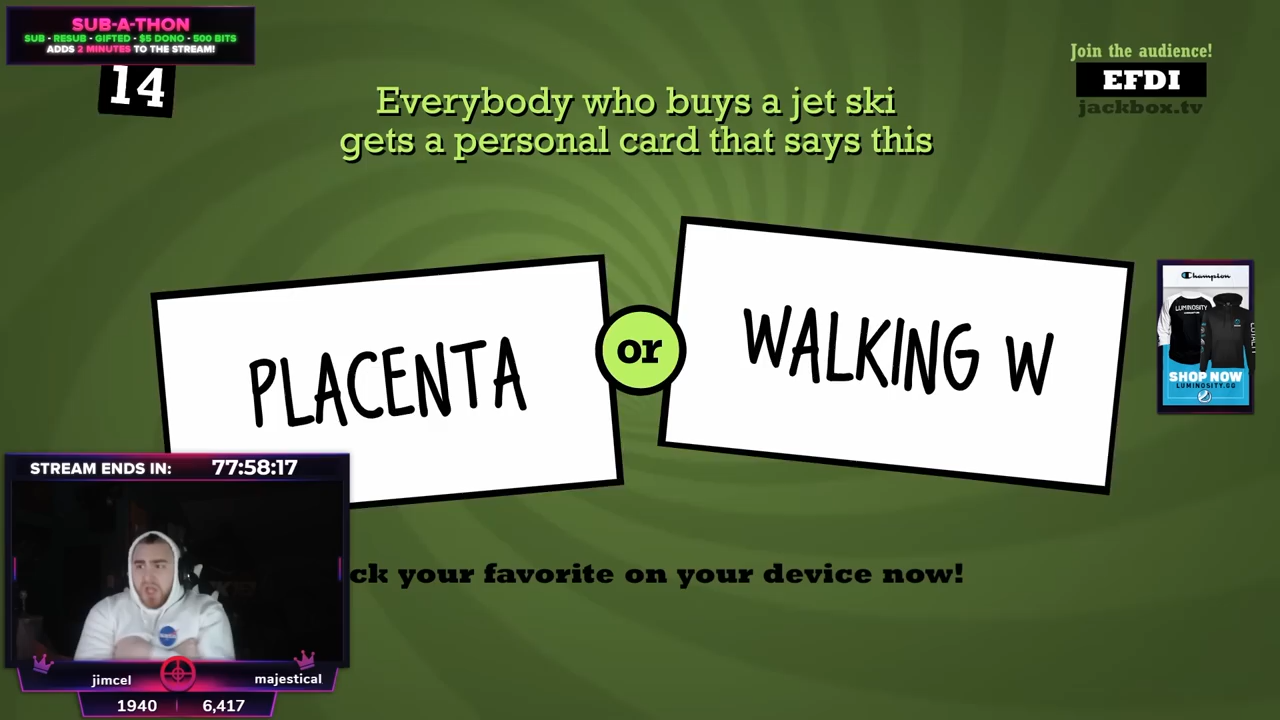 SUB-A-THON
SUB - RESUB - GIFTED - $5 DONO - 500 BITS
ADDS 2 MINUTES TO THE STREAM!
14
Join the audience!
EFDI
jackbox.tv
Everybody who buys a jet ski
gets a personal card that says this
PLACENTA
or
WALKING W
Champion
LUMINOSITY
SHOP NOW
LUMINOSITY.GG
STREAM ENDS IN: 77:58:17
ck your favorite on your device now!
jimcel
majestical
1940
6,417